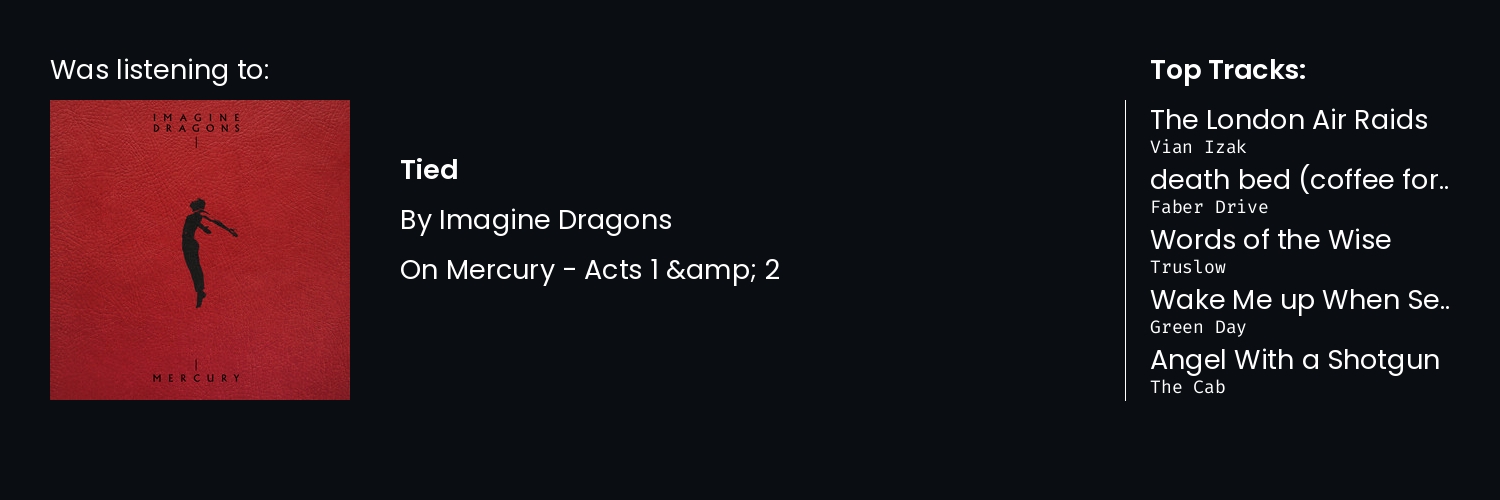 Was listening to:
IMAGINE
DRAGONS
MERCURY
Tied
By Imagine Dragons
On Mercury - Acts 1 &amp; 2
Top Tracks:
The London Air Raids
Vian Izak
death bed (coffee for..
Faber Drive
Words of the Wise
Truslow
Wake Me up When Se..
Green Day
Angel With a Shotgun
The Cab